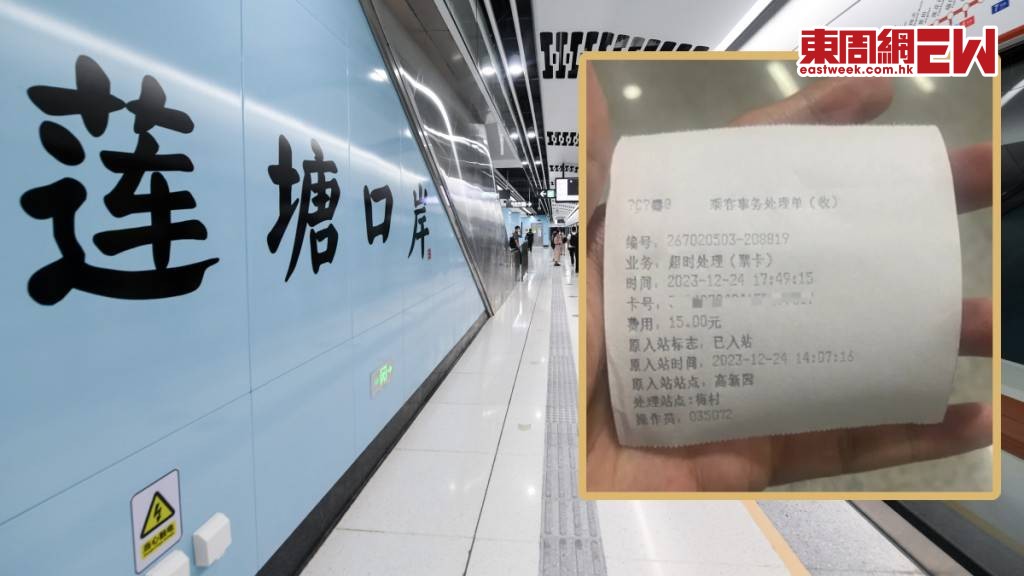 莲塘口岸
東周網EW
eastweek.com.hk
票客事务处理单（收）
编号：267020503-208819
业务：超时处理（票卡）
时间：2023-12-24 17:49:15
卡号：
费用：15.00元
原入站标志：已入站
原入站时间：2023-12-24 14:07:16
原入站站点：高新园
处理站点:梅村
操作员：035072